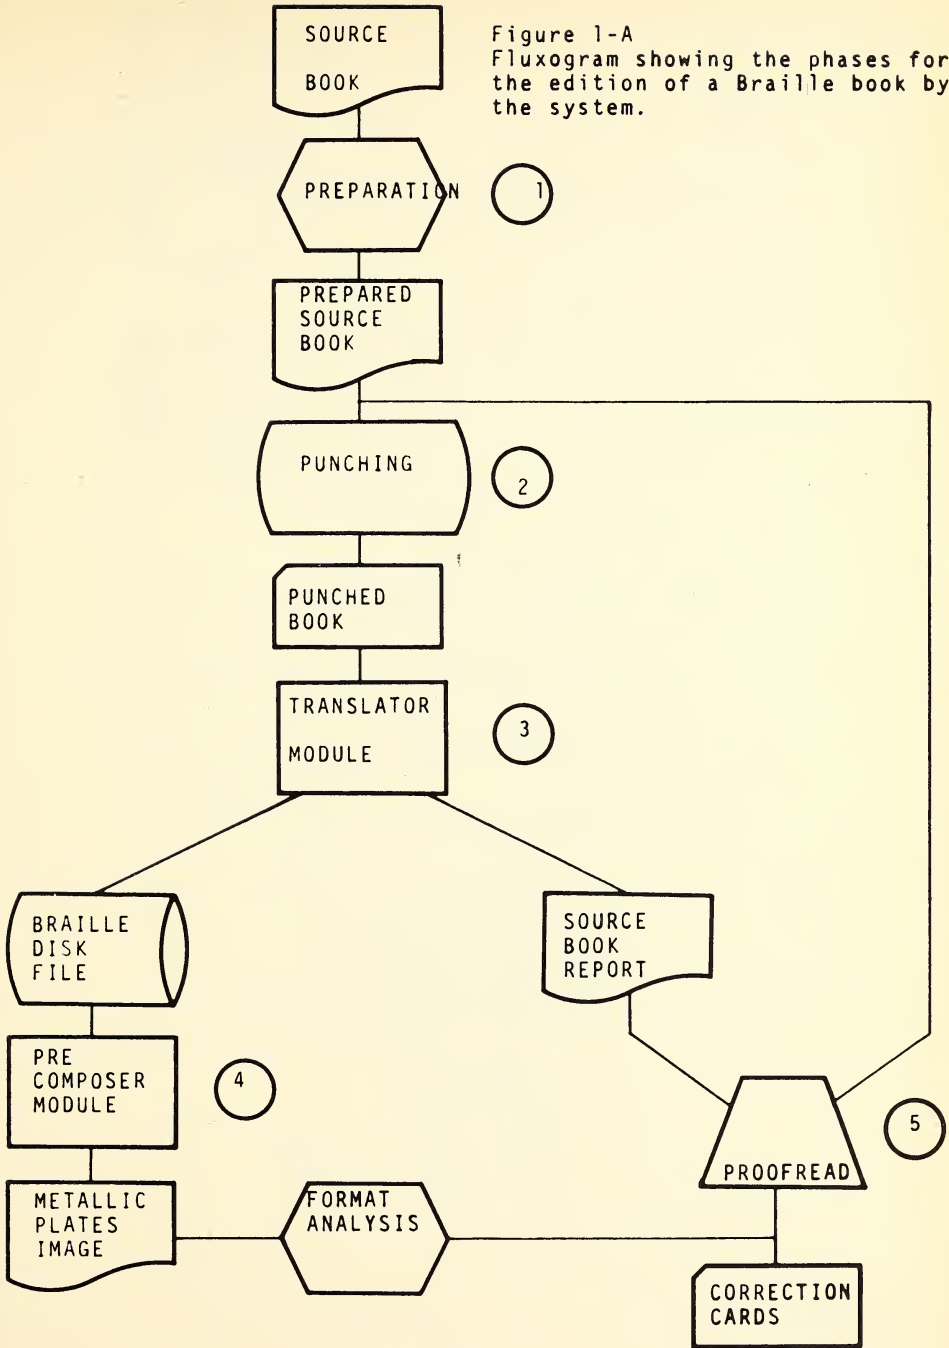 SOURCE
BOOK
Figure 1-A
Fluxogram showing the phases for
the edition of a Braille book by
the system.
PREPARATION
1
PREPARED
SOURCE
BOOK
PUNCHING
2
PUNCHED
BOOK
TRANSLATOR
MODULE
3
BRAILLE
DISK
FILE
SOURCE
BOOK
REPORT
PRE
COMPOSER
MODULE
4
5
PROOFREAD
METALLIC
PLATES
IMAGE
FORMAT
ANALYSIS
CORRECTION
CARDS